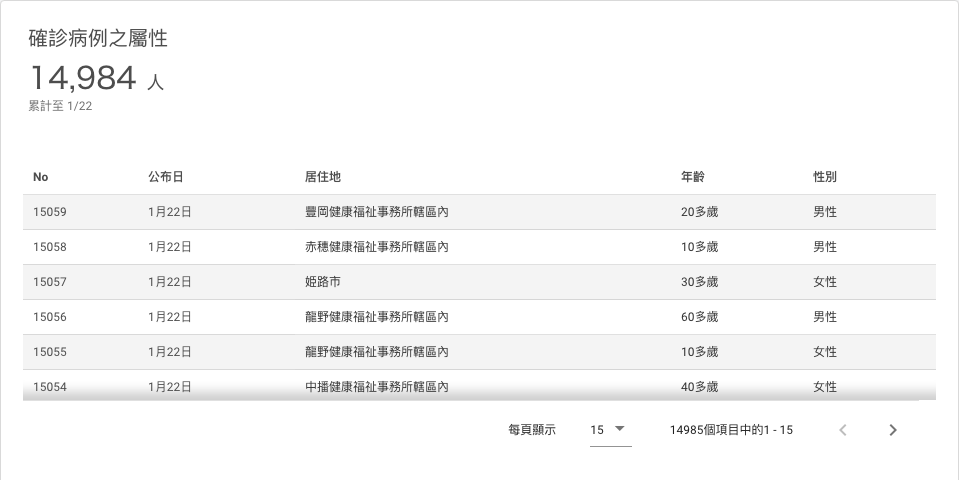 確診病例之屬性
14,984 人
累計至 1/22
No 公布日 居住地 年齡 性別
15059 1月22日 豐岡健康福祉事務所轄區內 20多歲 男性
15058 1月22日 赤穗健康福祉事務所轄區內 10多歲 男性
15057 1月22日 姬路市 30多歲 女性
15056 1月22日 龍野健康福祉事務所轄區內 60多歲 男性
15055 1月22日 龍野健康福祉事務所轄區內 10多歲 女性
15054 1月22日 中播健康福祉事務所轄區內 40多歲 女性
每頁顯示 15 14985個項目中的1 - 15